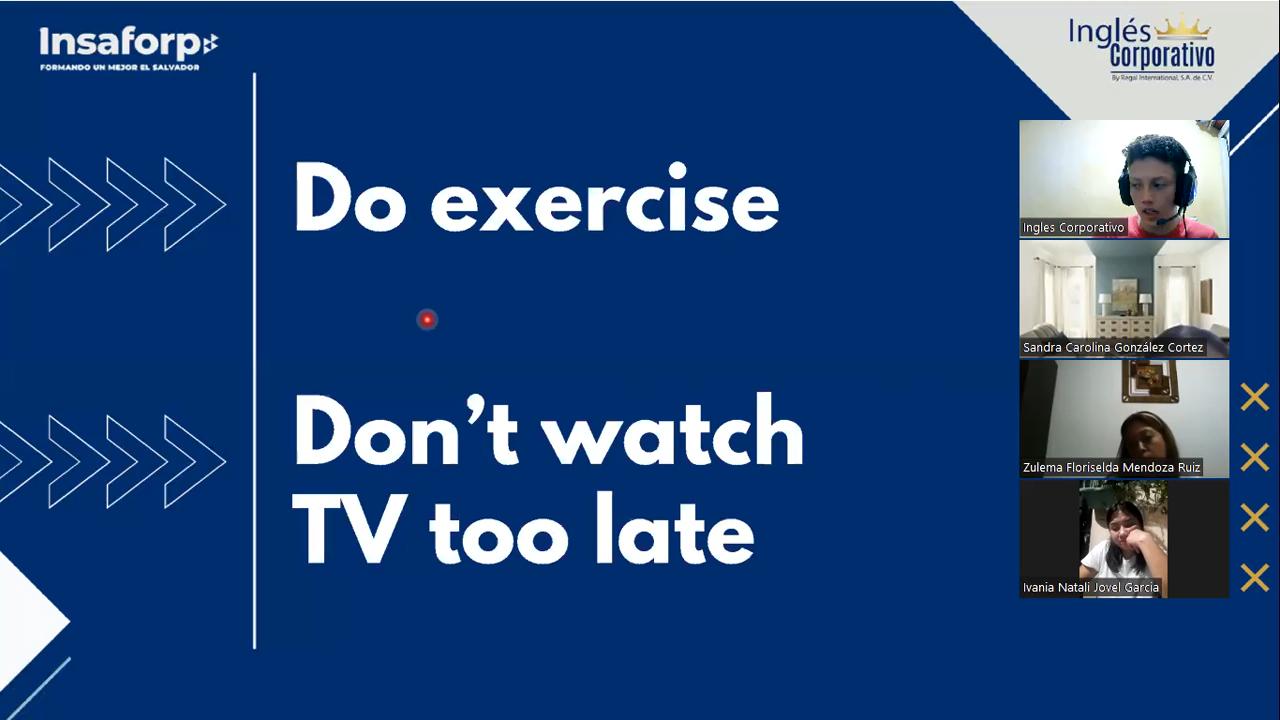 Insaforp
FORMANDO UN MEJOR EL SALVADOR
Inglés
Corporativo
By Regal International, S.A. de C.V.
Do exercise
Don’t watch
TV too late
Ingles Corporativo
Sandra Carolina González Cortez
Zulema Floriselda Mendoza Ruiz
Ivania Natali Jovel Garcia